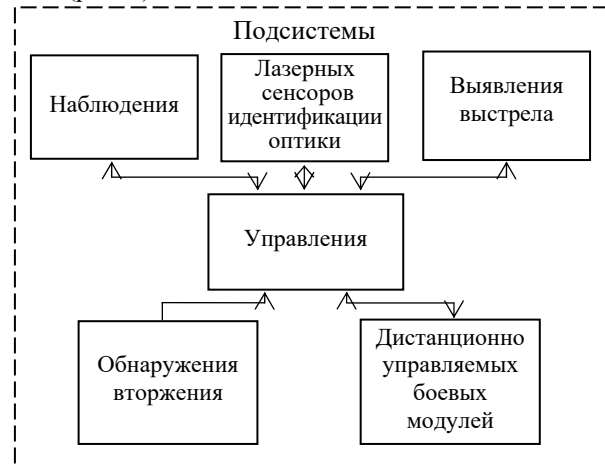 Подсистемы
Наблюдения
Лазерных
сенсоров
идентификации
оптики
Выявления
выстрела
Управления
Обнаружения
вторжения
Дистанционно
управляемых
боевых
модулей